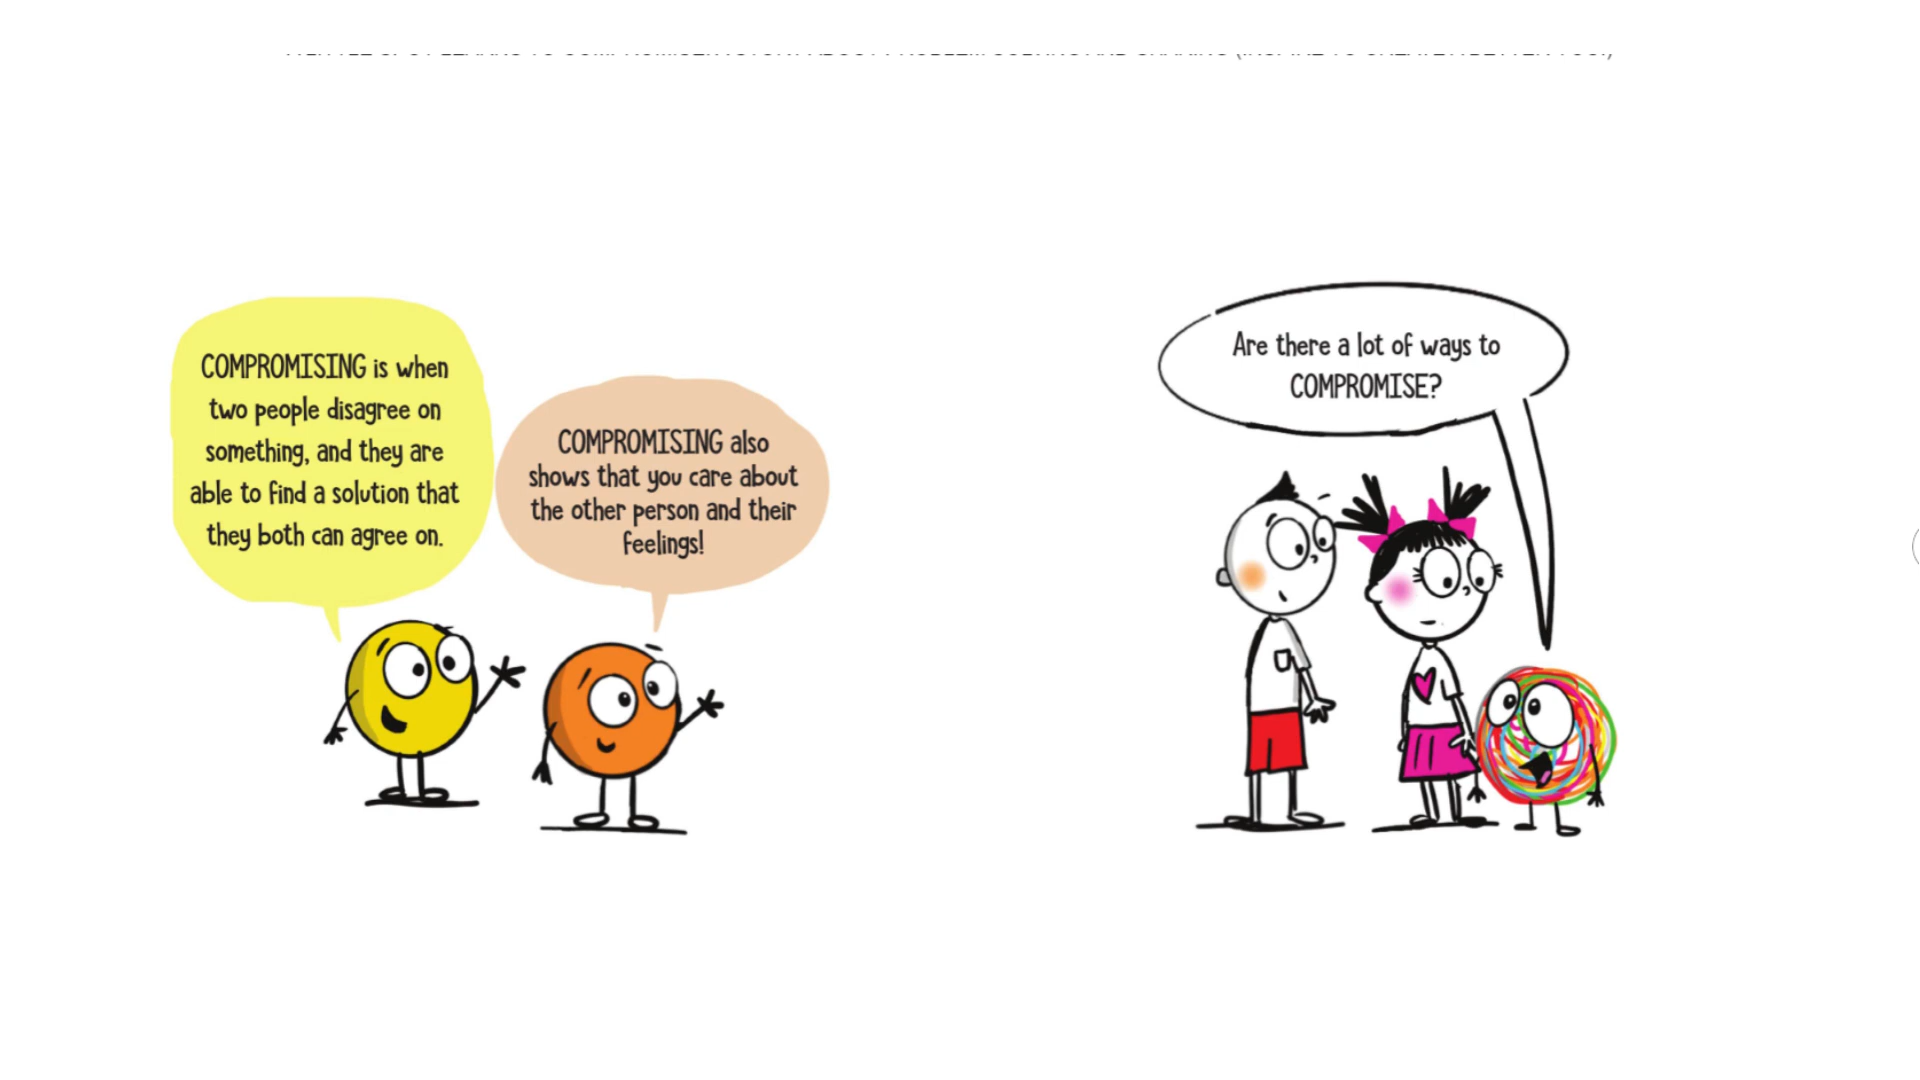 COMPROMISING is when
two people disagree on
something, and they are
able to find a solution that
they both can agree on.
COMPROMISING also
shows that you care about
the other person and their
feelings!
Are there a lot of ways to
COMPROMISE?